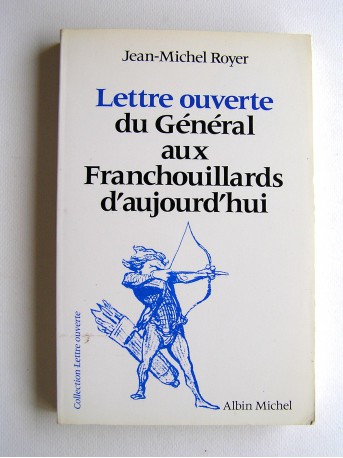 Jean-Michel Royer
Lettre ouverte
du Général
aux
Franchouillards
d'aujourd'hui
Collection Lettre ouverte
Albin Michel